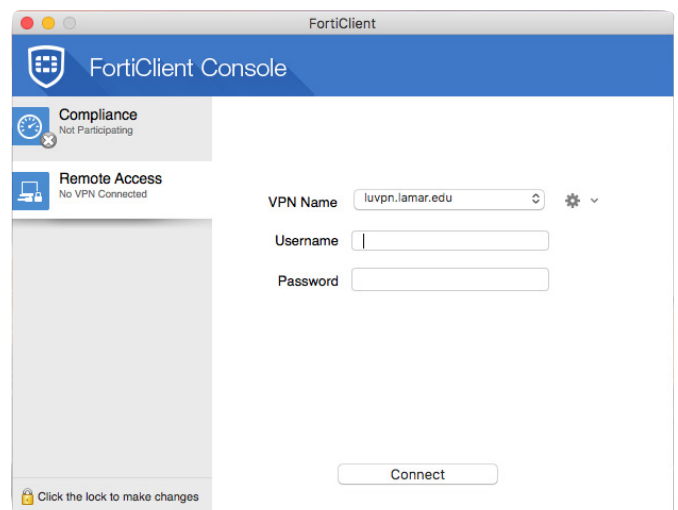 FortiClient
FortiClient Console
Compliance
Not Participating
Remote Access
No VPN Connected
VPN Name
luvpn.lamar.edu
Username
Password
Connect
Click the lock to make changes